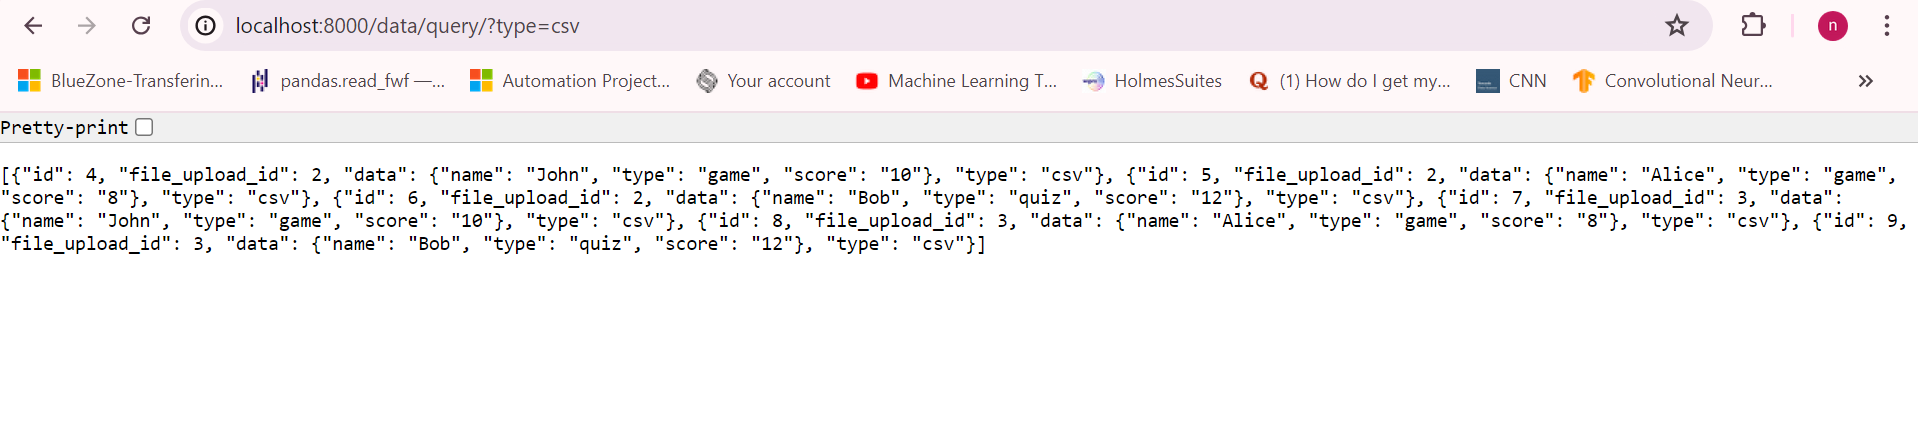 localhost:8000/data/query/?type=csv
n
BlueZone-Transferin... pandas.read_fwf —... Automation Project... Your account Machine Learning T... HolmesSuites (1) How do I get my... CNN Convolutional Neur... »
Pretty-print
[{"id": 4, "file_upload_id": 2, "data": {"name": "John", "type": "game", "score": "10"}, "type": "csv"}, {"id": 5, "file_upload_id": 2, "data": {"name": "Alice", "type": "game",
"score": "8"}, "type": "csv"}, {"id": 6, "file_upload_id": 2, "data": {"name": "Bob", "type": "quiz", "score": "12"}, "type": "csv"}, {"id": 7, "file_upload_id": 3, "data":
{"name": "John", "type": "game", "score": "10"}, "type": "csv"}, {"id": 8, "file_upload_id": 3, "data": {"name": "Alice", "type": "game", "score": "8"}, "type": "csv"}, {"id": 9,
"file_upload_id": 3, "data": {"name": "Bob", "type": "quiz", "score": "12"}, "type": "csv"}]